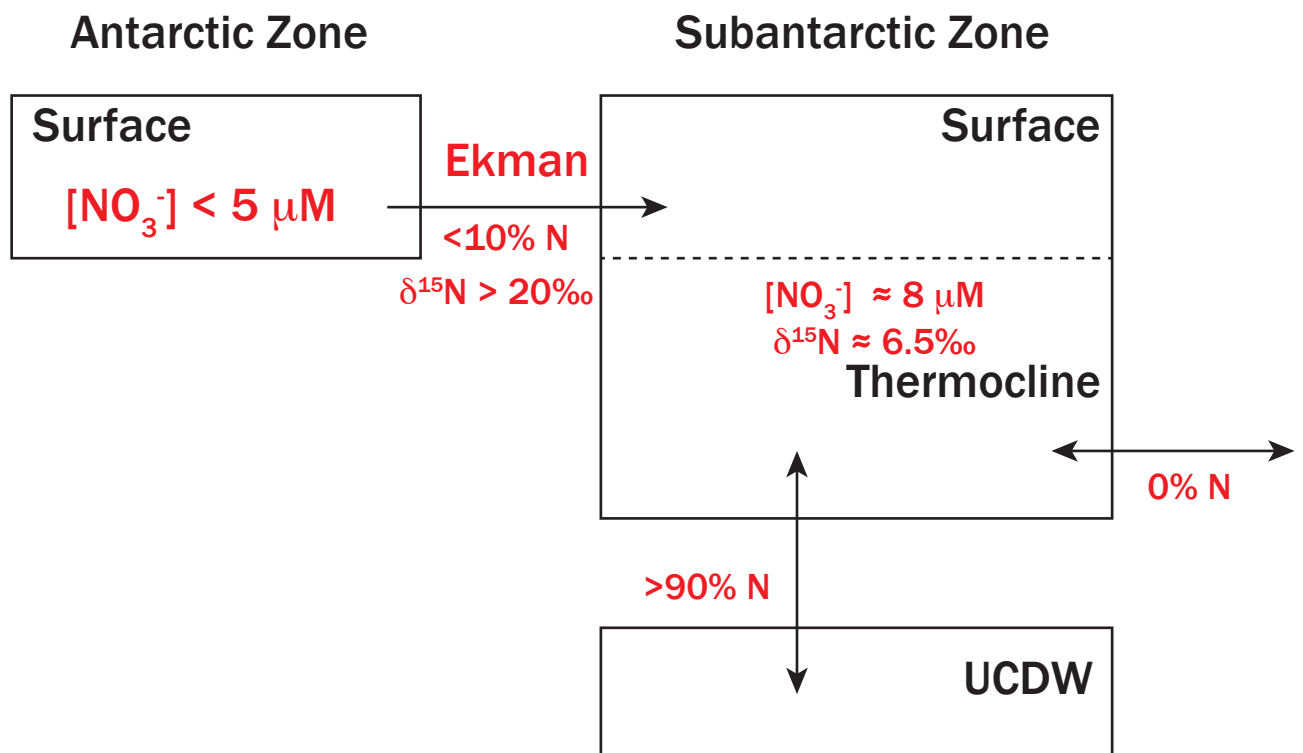 Antarctic Zone
Subantarctic Zone
Surface
[NO₃⁻] < 5 μM
Ekman
<10% N
δ¹⁵N > 20‰
Surface
[NO₃⁻] ≈ 8 μM
δ¹⁵N ≈ 6.5‰
Thermocline
0% N
>90% N
UCDW